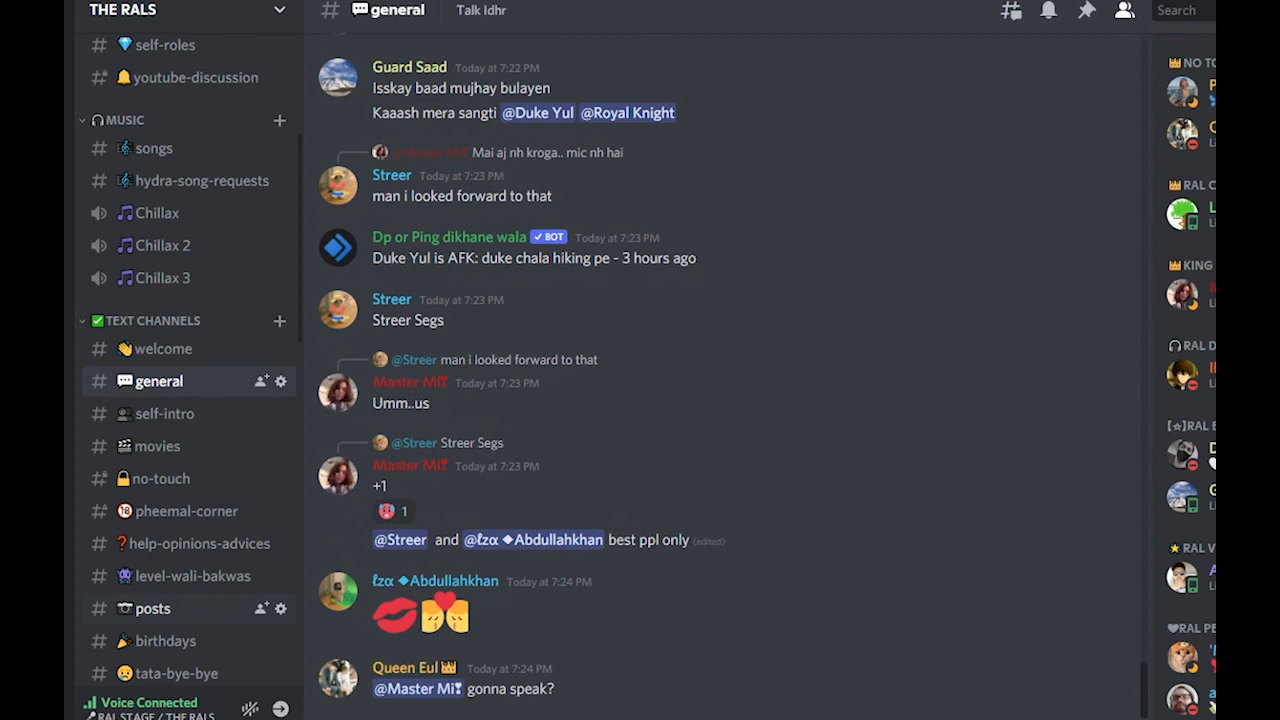 THE RALS
self-roles
youtube-discussion
MUSIC
songs
hydra-song-requests
Chillax
Chillax 2
Chillax 3
TEXT CHANNELS
welcome
general
self-intro
movies
no-touch
pheemal-corner
help-opinions-advices
level-wali-bakwas
posts
birthdays
tata-bye-bye
Voice Connected
RAL STAGE / THE RALS
general Talk Idhr
Search
Guard Saad Today at 7:22 PM
Isskay baad mujhay bulayen
Kaaash mera sangti @Duke Yul @Royal Knight
@Master Mi Mai aj nh kroga.. mic nh hai
Streer Today at 7:23 PM
man i looked forward to that
Dp or Ping dikhane wala BOT Today at 7:23 PM
Duke Yul is AFK: duke chala hiking pe - 3 hours ago
Streer Today at 7:23 PM
Streer Segs
@Streer man i looked forward to that
Master Mi Today at 7:23 PM
Umm..us
@Streer Streer Segs
Master Mi Today at 7:23 PM
+1
1
@Streer and @ℓzα ◆Abdullahkhan best ppl only (edited)
ℓzα ◆Abdullahkhan Today at 7:24 PM
Queen Eul Today at 7:24 PM
@Master Mi gonna speak?
NO TO
RAL C
KING
RAL D
RAL E
RAL V
RAL PE